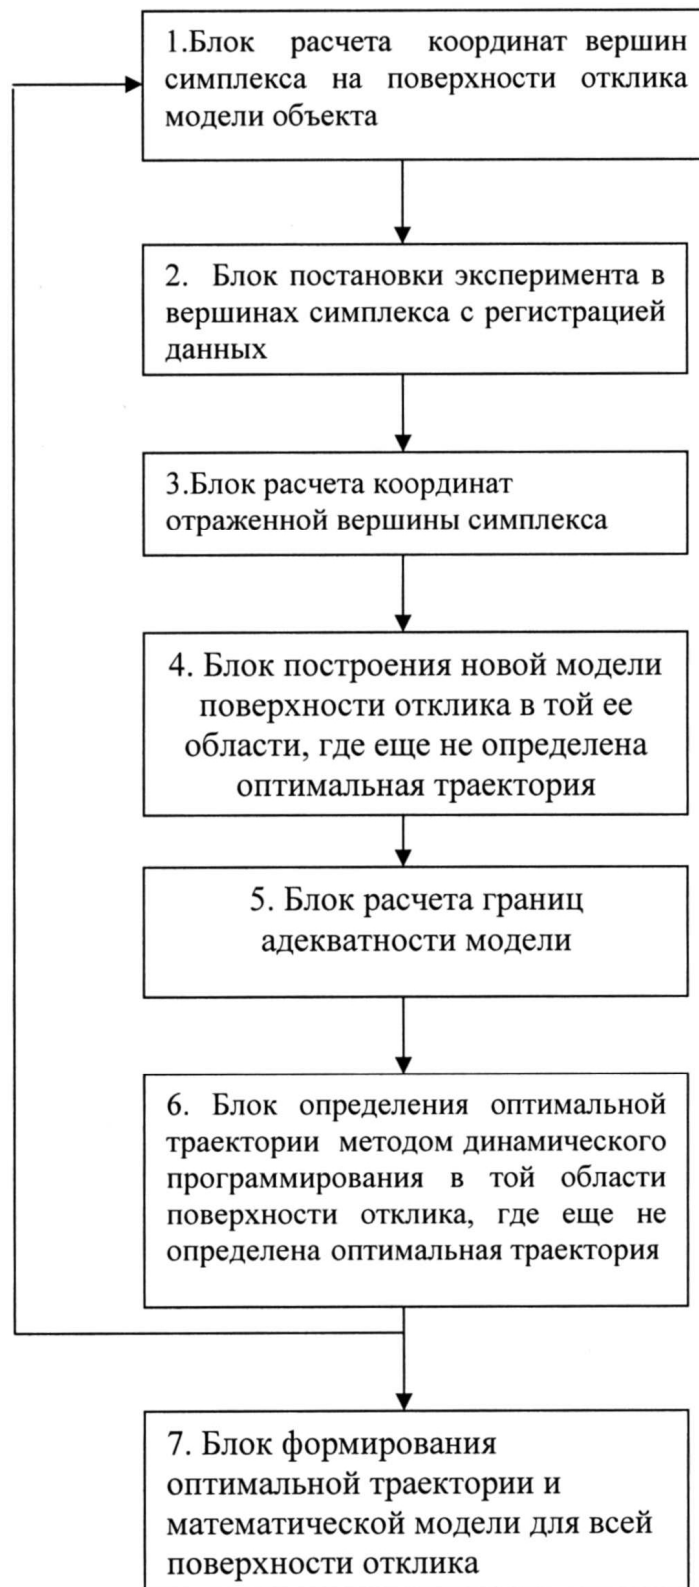 1.Блок расчета координат вершин
симплекса на поверхности отклика
модели объекта
2. Блок постановки эксперимента в
вершинах симплекса с регистрацией
данных
3.Блок расчета координат
отраженной вершины симплекса
4. Блок построения новой модели
поверхности отклика в той ее
области, где еще не определена
оптимальная траектория
5. Блок расчета границ
адекватности модели
6. Блок определения оптимальной
траектории методом динамического
программирования в той области
поверхности отклика, где еще не
определена оптимальная траектория
7. Блок формирования
оптимальной траектории и
математической модели для всей
поверхности отклика